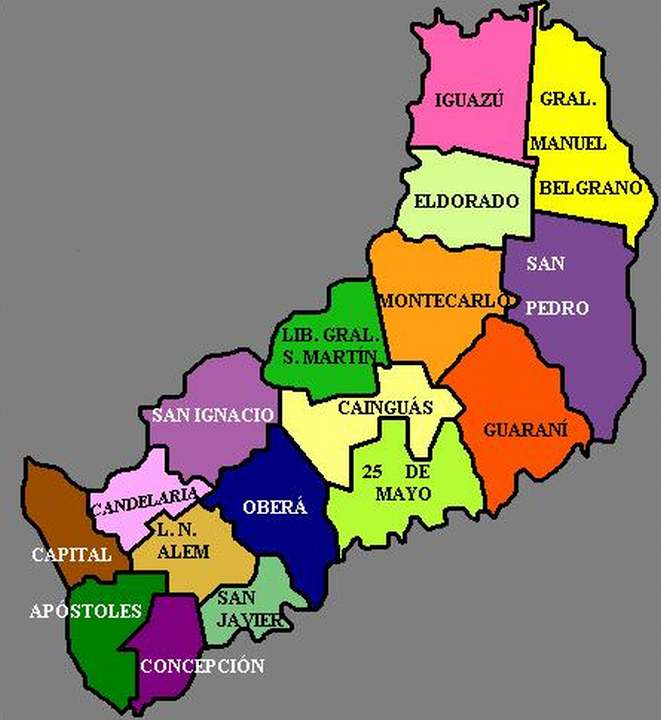 IGUAZÚ
GRAL.
MANUEL
BELGRANO
ELDORADO
SAN
PEDRO
MONTECARLO
LIB. GRAL.
S. MARTÍN
CAINGUÁS
SAN IGNACIO
GUARANÍ
25 DE
MAYO
CANDELARIA
OBERÁ
L. N.
ALEM
CAPITAL
SAN
JAVIER
APÓSTOLES
CONCEPCIÓN